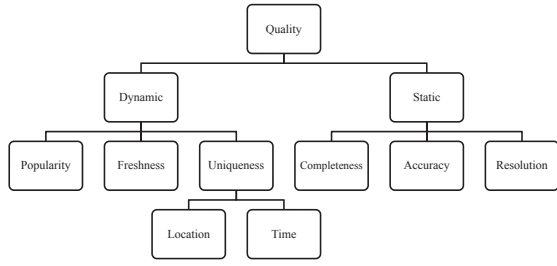 Quality
Dynamic
Static
Popularity
Freshness
Uniqueness
Completeness
Accuracy
Resolution
Location
Time